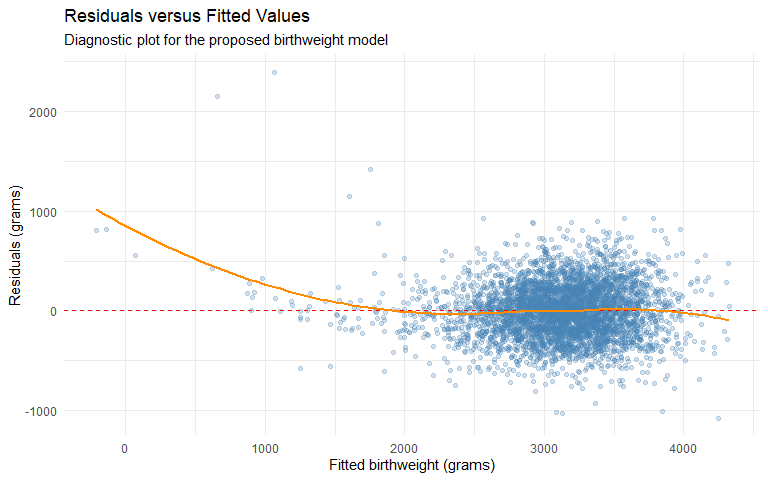 Residuals versus Fitted Values
Diagnostic plot for the proposed birthweight model
2000
1000
0
-1000
Residuals (grams)
0
1000
2000
3000
4000
Fitted birthweight (grams)